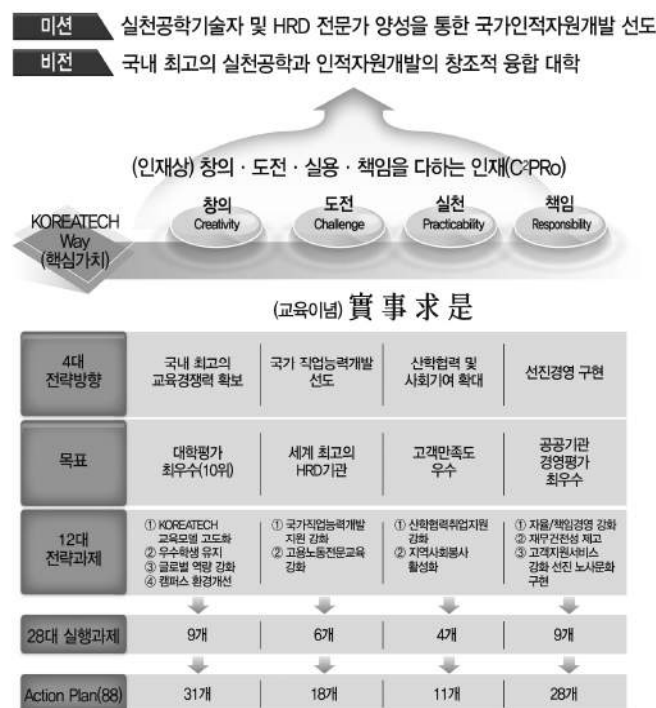 미션 실천공학기술자 및 HRD 전문가 양성을 통한 국가인적자원개발 선도
비전 국내 최고의 실천공학과 인적자원개발의 창조적 융합 대학
(인재상) 창의 · 도전 · 실용 · 책임을 다하는 인재(C²PRo)
KOREATECH
Way
(핵심가치)
창의
Creativity
도전
Challenge
실천
Practicability
책임
Responsibility
(교육이념) 實事求是
4대
전략방향
국내 최고의
교육경쟁력 확보
국가 직업능력개발
선도
산학협력 및
사회기여 확대
선진경영 구현
목표
대학평가
최우수(10위)
세계 최고의
HRD기관
고객만족도
우수
공공기관
경영평가
최우수
12대
전략과제
① KOREATECH
교육모델 고도화
② 우수학생 유지
③ 글로벌 역량 강화
④ 캠퍼스 환경개선
① 국가직업능력개발
지원 강화
② 고용노동전문교육
강화
① 산학협력취업지원
강화
② 지역사회봉사
활성화
① 자율/책임경영 강화
② 재무건전성 제고
③ 고객지원서비스
강화 선진 노사문화
구현
28대 실행과제 9개 6개 4개 9개
Action Plan(88) 31개 18개 11개 28개